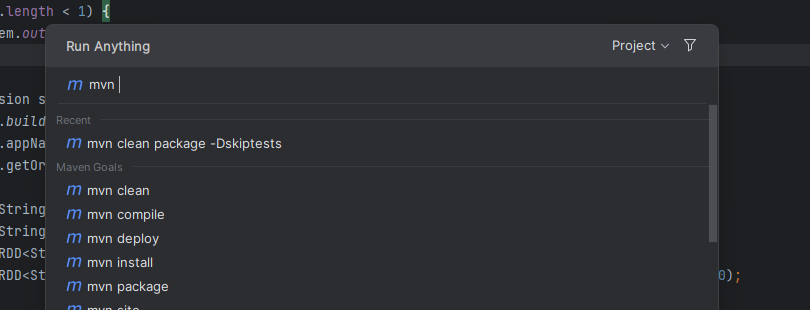 .length < 1) {
em.out
Run Anything
Project
m mvn
sion s
.build
Recent
.appNa
m mvn clean package -Dskiptests
.getOr
Maven Goals
m mvn clean
String
m mvn compile
String
m mvn deploy
RDD<St
m mvn install
RDD<St
0);
m mvn package
m mvn site